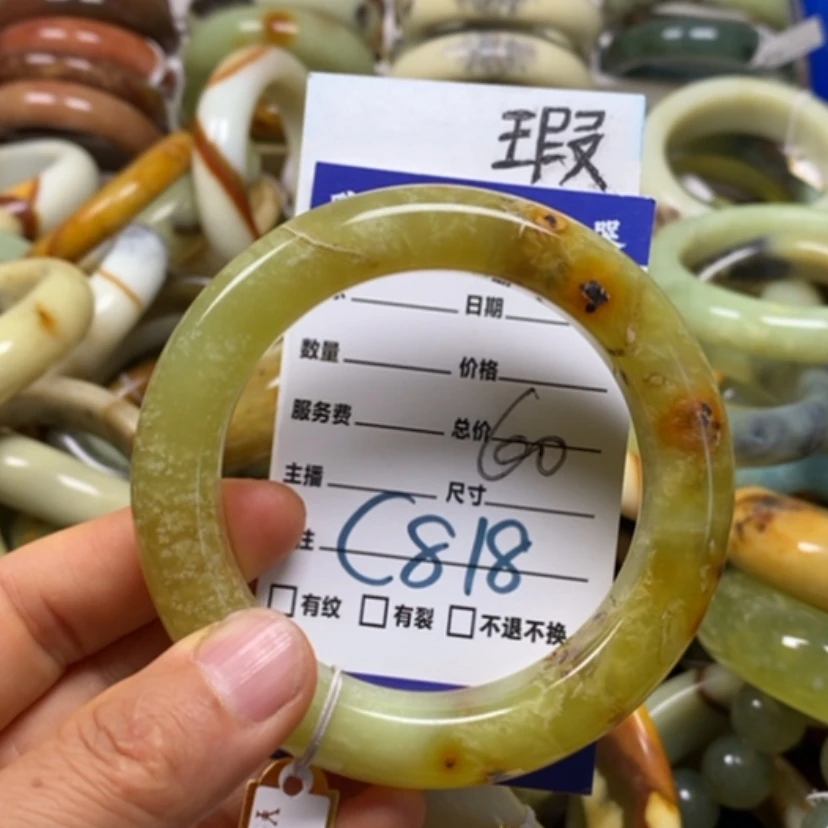 瑕
日期
数量 价格
服务费 总价 60
主播 尺寸
注 C818
□有纹 □有裂 □不退不换